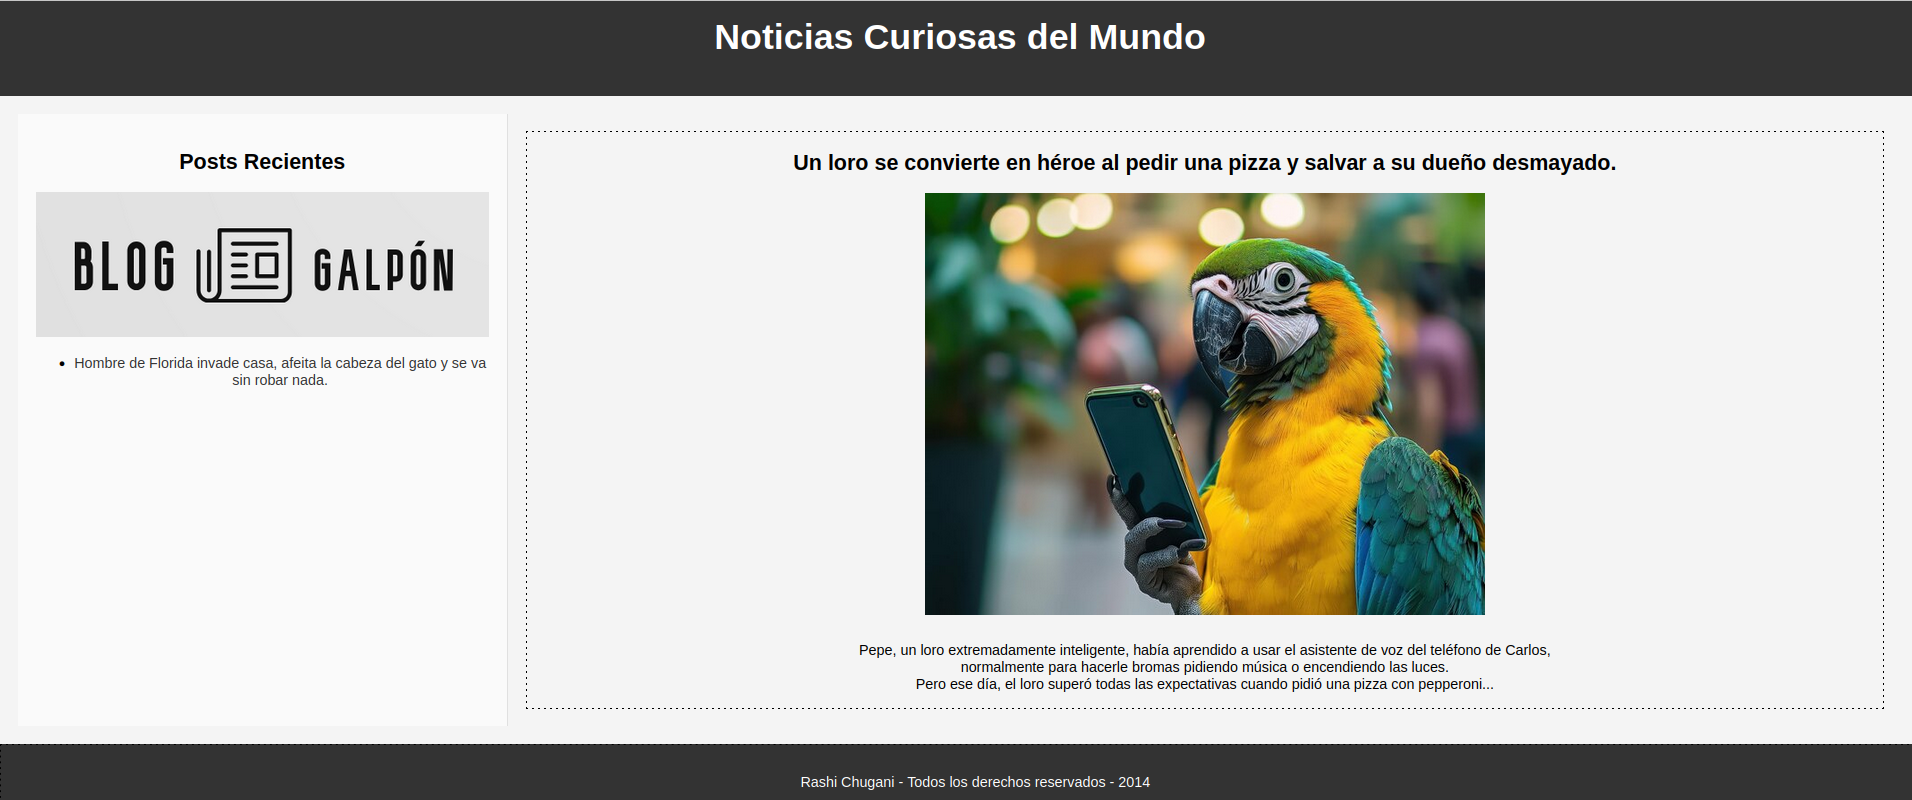 Noticias Curiosas del Mundo
Posts Recientes
BLOG GALPÓN
Hombre de Florida invade casa, afeita la cabeza del gato y se va
sin robar nada.
Un loro se convierte en héroe al pedir una pizza y salvar a su dueño desmayado.
Pepe, un loro extremadamente inteligente, había aprendido a usar el asistente de voz del teléfono de Carlos,
normalmente para hacerle bromas pidiendo música o encendiendo las luces.
Pero ese día, el loro superó todas las expectativas cuando pidió una pizza con pepperoni...
Rashi Chugani - Todos los derechos reservados - 2014